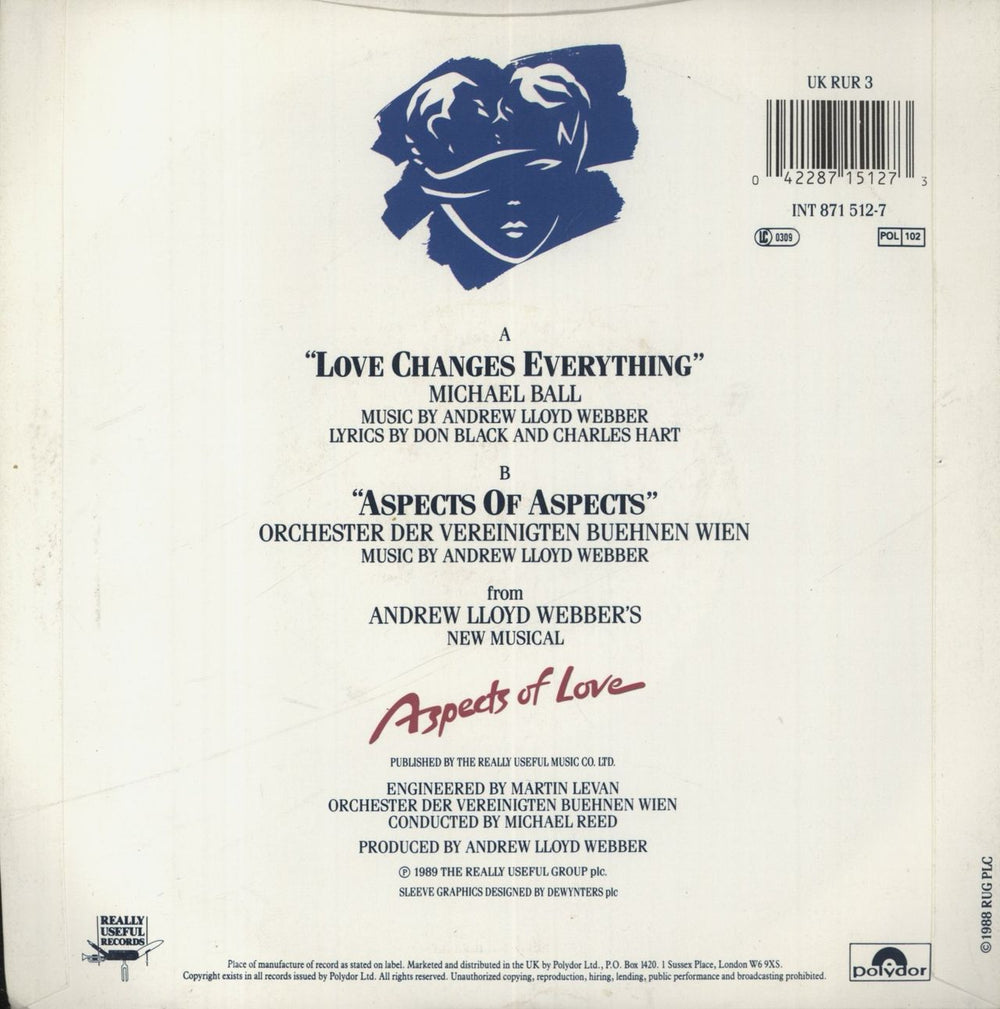 UK RUR 3
0 42287 15127 3
INT 871 512-7
LC 0309
POL 102
A
“LOVE CHANGES EVERYTHING”
MICHAEL BALL
MUSIC BY ANDREW LLOYD WEBBER
LYRICS BY DON BLACK AND CHARLES HART
B
“ASPECTS OF ASPECTS”
ORCHESTER DER VEREINIGTEN BUEHNEN WIEN
MUSIC BY ANDREW LLOYD WEBBER
from
ANDREW LLOYD WEBBER'S
NEW MUSICAL
Aspects of Love
PUBLISHED BY THE REALLY USEFUL MUSIC CO. LTD.
ENGINEERED BY MARTIN LEVAN
ORCHESTER DER VEREINIGTEN BUEHNEN WIEN
CONDUCTED BY MICHAEL REED
PRODUCED BY ANDREW LLOYD WEBBER
℗ 1989 THE REALLY USEFUL GROUP plc.
SLEEVE GRAPHICS DESIGNED BY DEWYNTERS plc
© 1988 RUG PLC
REALLY
USEFUL
RECORDS
Place of manufacture of record as stated on label. Marketed and distributed in the UK by Polydor Ltd., P.O. Box 1420. 1 Sussex Place, London W6 9XS.
Copyright exists in all records issued by Polydor Ltd. All rights reserved. Unauthorized copying, reproduction, hiring, lending, public performance and broadcasting prohibited.
polydor